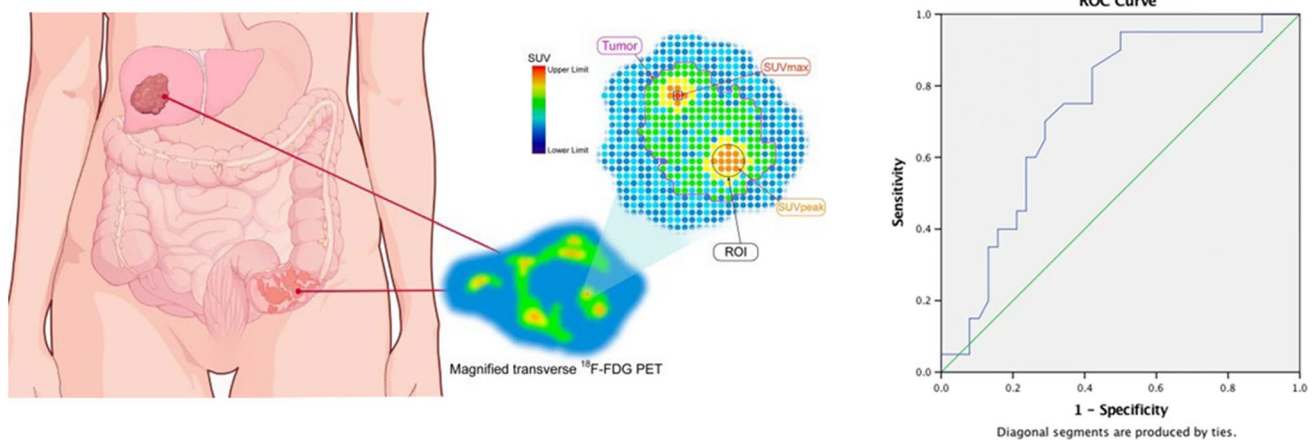 SUV
Upper Limit
Lower Limit
Tumor
SUVmax
SUVpeak
ROI
Magnified transverse 18F-FDG PET
ROC Curve
Sensitivity
1.0
0.8
0.6
0.4
0.2
0.0
0.0 0.2 0.4 0.6 0.8 1.0
1 - Specificity
Diagonal segments are produced by ties.